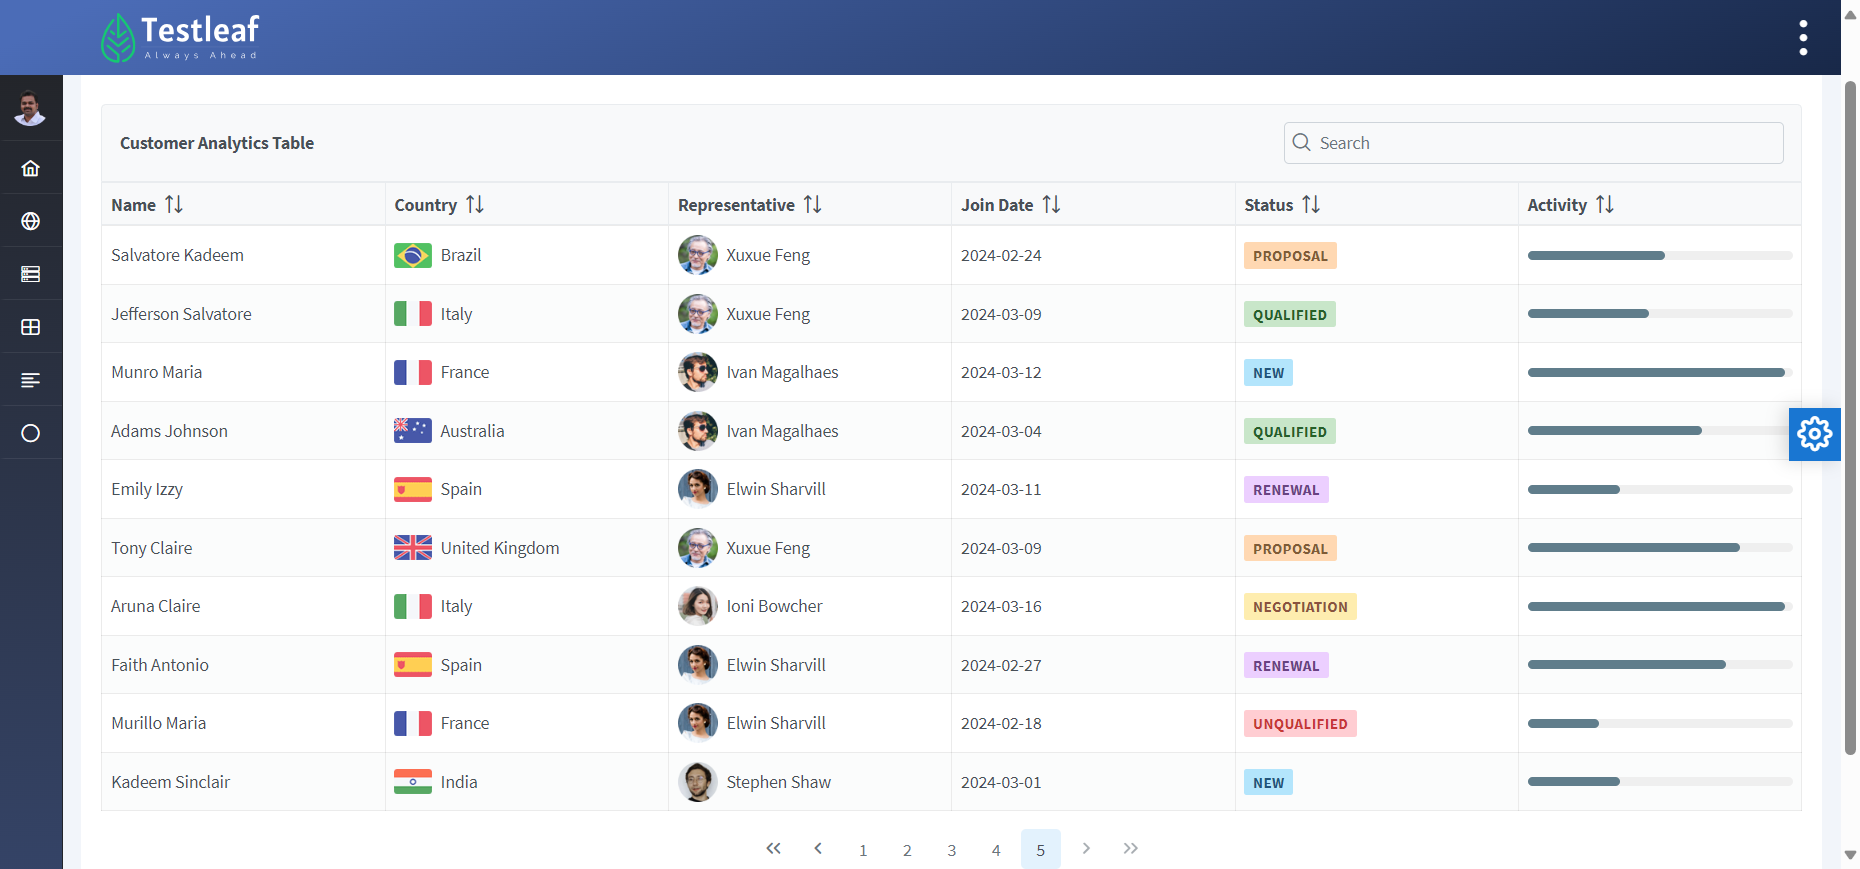 Testleaf
Always Ahead
Customer Analytics Table
Search
Name Country Representative Join Date Status Activity
Salvatore Kadeem Brazil Xuxue Feng 2024-02-24 PROPOSAL
Jefferson Salvatore Italy Xuxue Feng 2024-03-09 QUALIFIED
Munro Maria France Ivan Magalhaes 2024-03-12 NEW
Adams Johnson Australia Ivan Magalhaes 2024-03-04 QUALIFIED
Emily Izzy Spain Elwin Sharvill 2024-03-11 RENEWAL
Tony Claire United Kingdom Xuxue Feng 2024-03-09 PROPOSAL
Aruna Claire Italy Ioni Bowcher 2024-03-16 NEGOTIATION
Faith Antonio Spain Elwin Sharvill 2024-02-27 RENEWAL
Murillo Maria France Elwin Sharvill 2024-02-18 UNQUALIFIED
Kadeem Sinclair India Stephen Shaw 2024-03-01 NEW
1 2 3 4 5